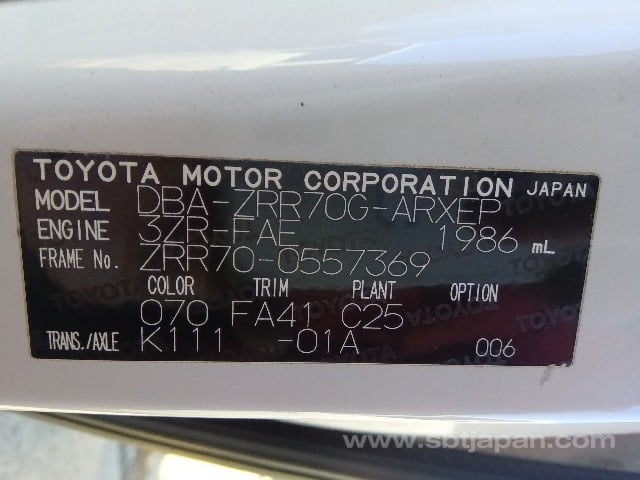 TOYOTA MOTOR CORPORATION JAPAN
MODEL DBA-ZRR70G-ARXEP
ENGINE 3ZR-FAE 1986 mL
FRAME No. ZRR70-0557369
COLOR TRIM PLANT OPTION
070 FA41 C25
TRANS./AXLE K111 -01A 006
www.sbtjapan.com